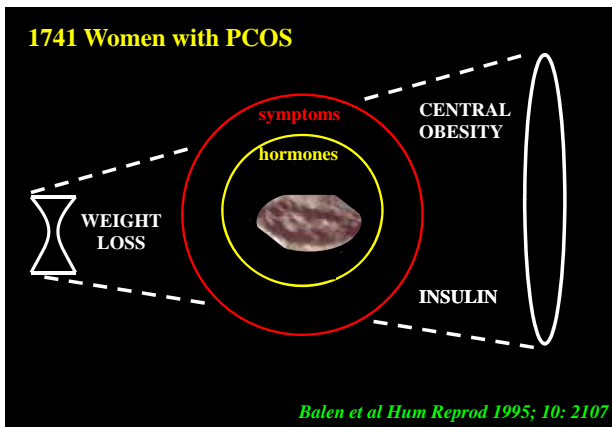 1741 Women with PCOS
symptoms
hormones
CENTRAL
OBESITY
WEIGHT
LOSS
INSULIN
Balen et al Hum Reprod 1995; 10: 2107